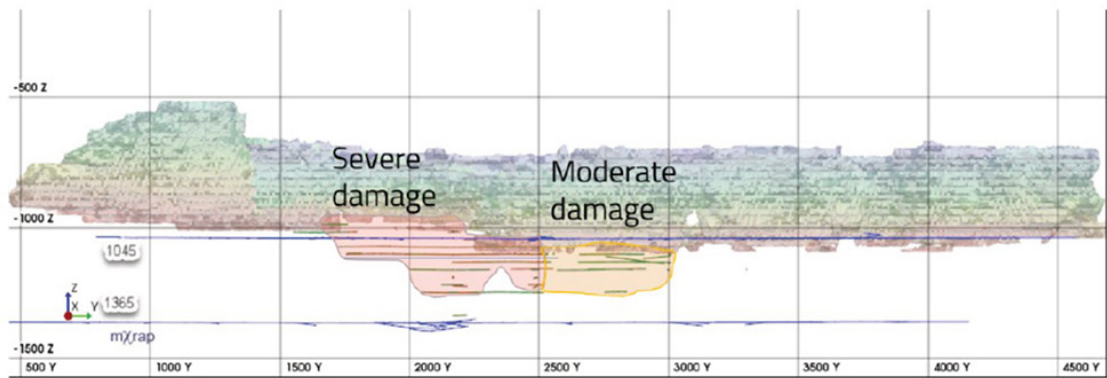 -500 Z
Severe
damage
Moderate
damage
-1000 Z
1045
1365
Z
X
Y
mXrap
-1500 Z
500 Y
1000 Y
1500 Y
2000 Y
2500 Y
3000 Y
3500 Y
4000 Y
4500 Y